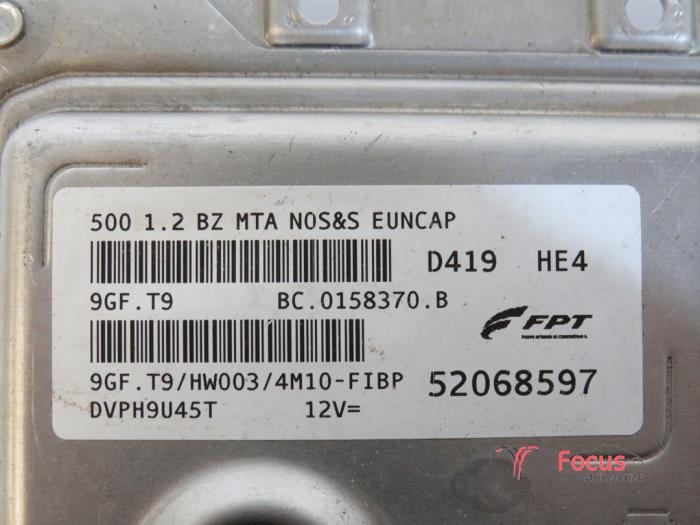 500 1.2 BZ MTA NOS&S EUNCAP
D419 HE4
9GF.T9 BC.0158370.B
FPT
9GF.T9/HW003/4M10-FIBP 52068597
DVPH9U45T 12V=
Focus
AUTOMOTIVE